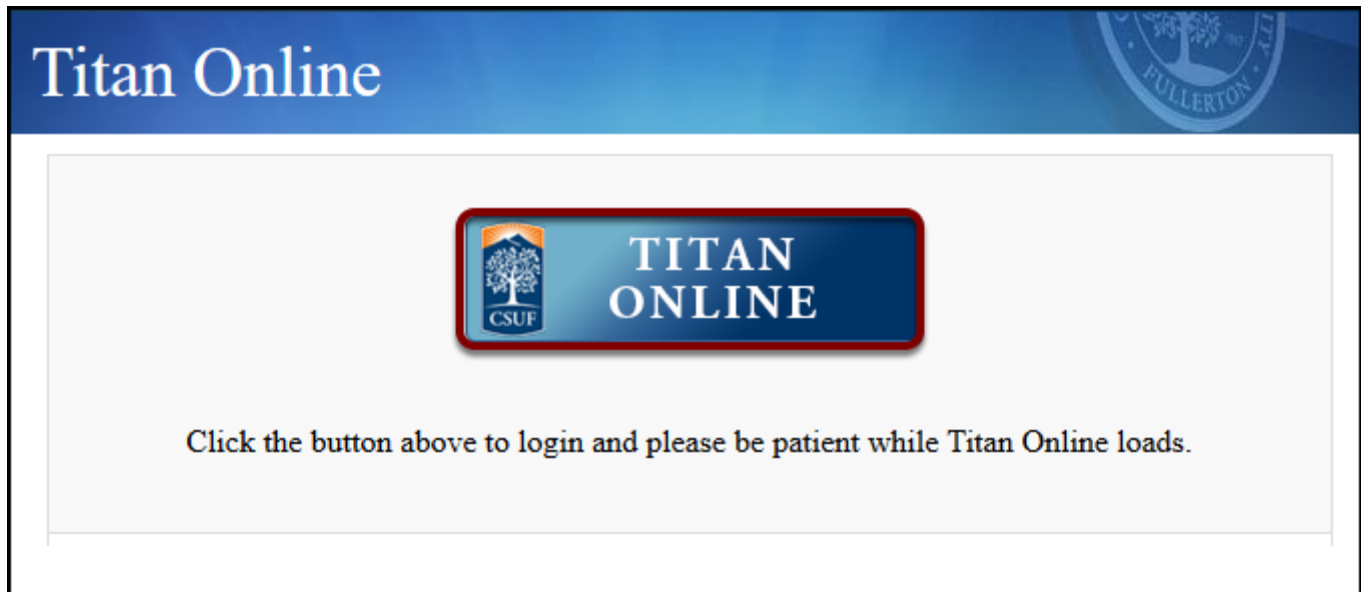 Titan Online
FULLERTON
CSUF
TITAN
ONLINE
Click the button above to login and please be patient while Titan Online loads.